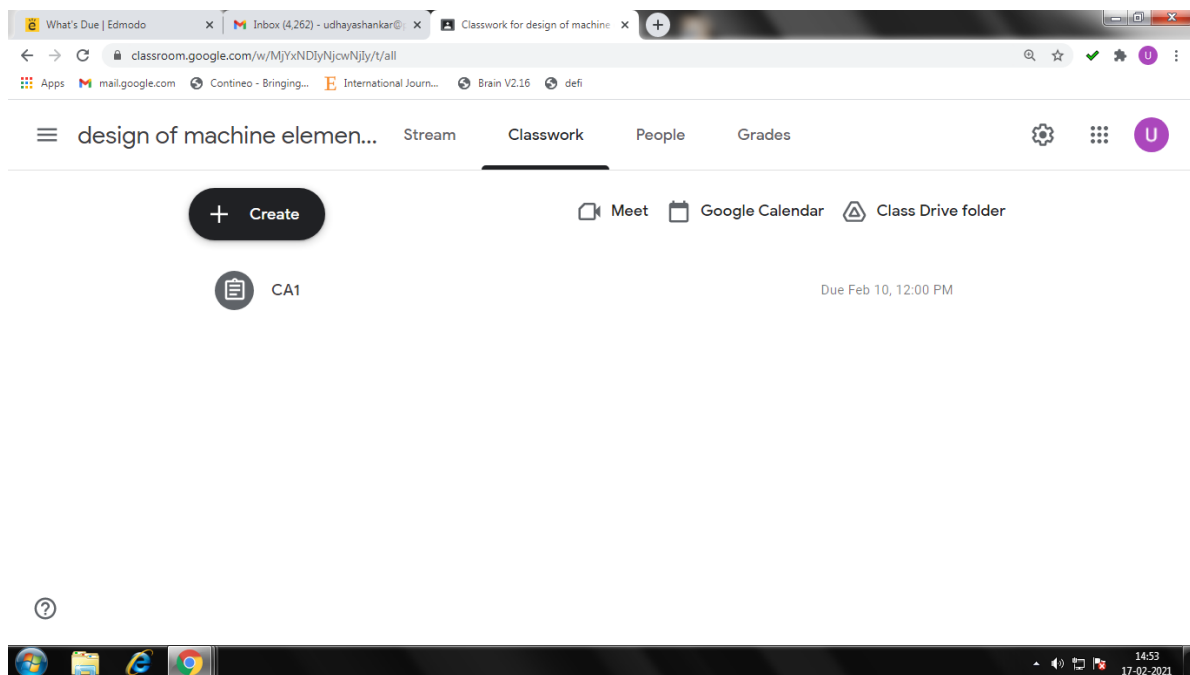 What's Due | Edmodo
Inbox (4,262) - udhayashankar@
Classwork for design of machine
classroom.google.com/w/MjYxNDIyNjcwNjIy/t/all
U
Apps mail.google.com Contineo - Bringing... International Journ... Brain V2.16 defi
design of machine elemen... Stream Classwork People Grades U
Create Meet Google Calendar Class Drive folder
CA1 Due Feb 10, 12:00 PM
14:53
17-02-2021